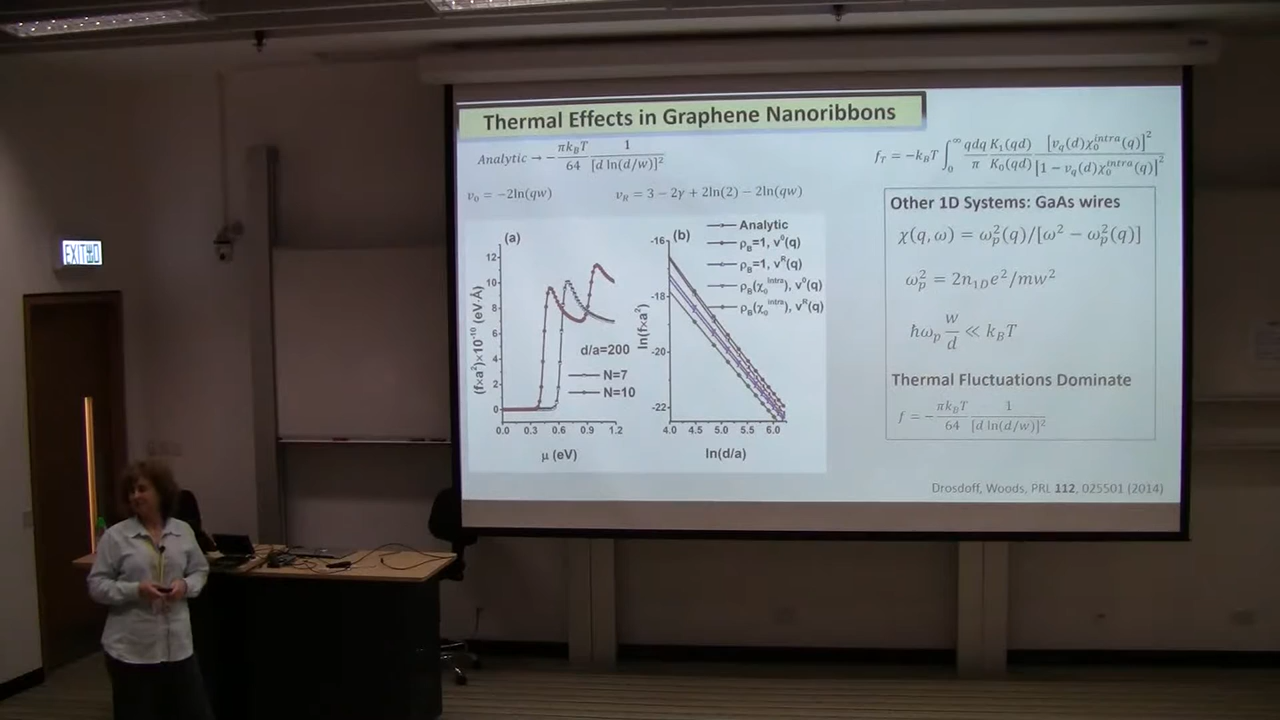 Thermal Effects in Graphene Nanoribbons
Analytic → − πk_BT/64 1/[d ln(d/w)]²
f_T = −k_BT ∫₀^∞ qdq/π K₁(qd)/K₀(qd) [v_q(d)χ₀^intra(q)]²/[1 − v_q(d)χ₀^intra(q)]²
v₀ = −2ln(qw)
v_R = 3 − 2γ + 2ln(2) − 2ln(qw)
(a)
12
10
8
6
4
2
0
(f×a²)×10⁻¹⁰ (eV·Å)
d/a=200
N=7
N=10
0.0 0.3 0.6 0.9 1.2
μ (eV)
(b)
-16
-18
-20
-22
ln(f×a²)
Analytic
ρ_B=1, v⁰(q)
ρ_B=1, v^R(q)
ρ_B(χ₀^intra), v⁰(q)
ρ_B(χ₀^intra), v^R(q)
4.0 4.5 5.0 5.5 6.0
ln(d/a)
Other 1D Systems: GaAs wires
χ(q, ω) = ω_p²(q)/[ω² − ω_p²(q)]
ω_p² = 2n_1D e²/mw²
ħω_p w/d ≪ k_BT
Thermal Fluctuations Dominate
f = − πk_BT/64 1/[d ln(d/w)]²
Drosdoff, Woods, PRL 112, 025501 (2014)
EXIT